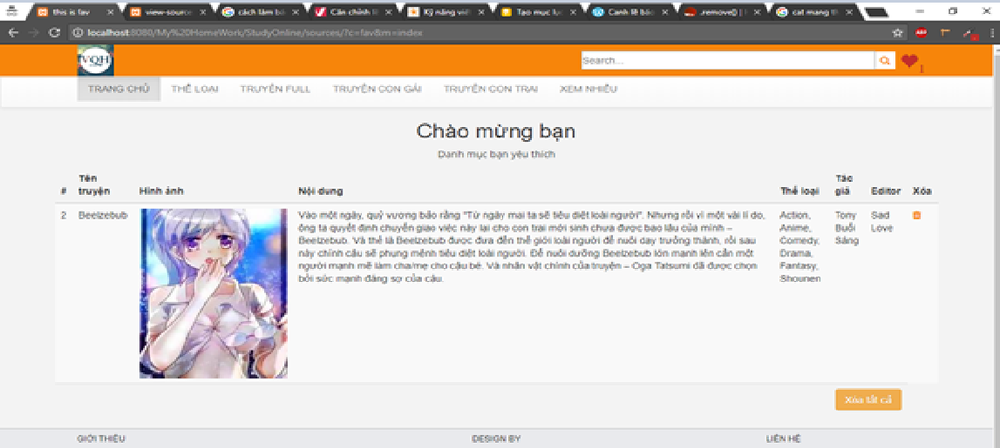 this is fav
view-source
cách làm bá
Căn chỉnh l
Kỹ năng viế
Tạo mục lục
Canh lề bảo
.remove() |
cat mang t
localhost:8080/My%20HomeWork/StudyOnline/sources/?c=fav&m=index
VQH
Search...
1
TRANG CHỦ THỂ LOẠI TRUYỆN FULL TRUYỆN CON GÁI TRUYỆN CON TRAI XEM NHIỀU
Chào mừng bạn
Danh mục bạn yêu thích
# Tên truyện Hình ảnh Nội dung Thể loại Tác giả Editor Xóa
2 Beelzebub
Vào một ngày, quỷ vương bảo rằng "Từ ngày mai ta sẽ tiêu diệt loài người". Nhưng rồi vì một vài lí do,
ông ta quyết định chuyển giao việc này lại cho con trai mới sinh chưa được bao lâu của mình –
Beelzebub. Và thế là Beelzebub được đưa đến thế giới loài người để nuôi dạy trưởng thành, rồi sau
này chính cậu sẽ phụng mệnh tiêu diệt loài người. Để nuôi dưỡng Beelzebub lớn mạnh lên cần một
người mạnh mẽ làm cha/mẹ cho cậu bé. Và nhân vật chính của truyện – Oga Tatsumi đã được chọn
bởi sức mạnh đáng sợ của cậu.
Action,
Anime,
Comedy,
Drama,
Fantasy,
Shounen
Tony
Buổi
Sáng
Sad
Love
Xóa tất cả
GIỚI THIỆU DESIGN BY LIÊN HỆ